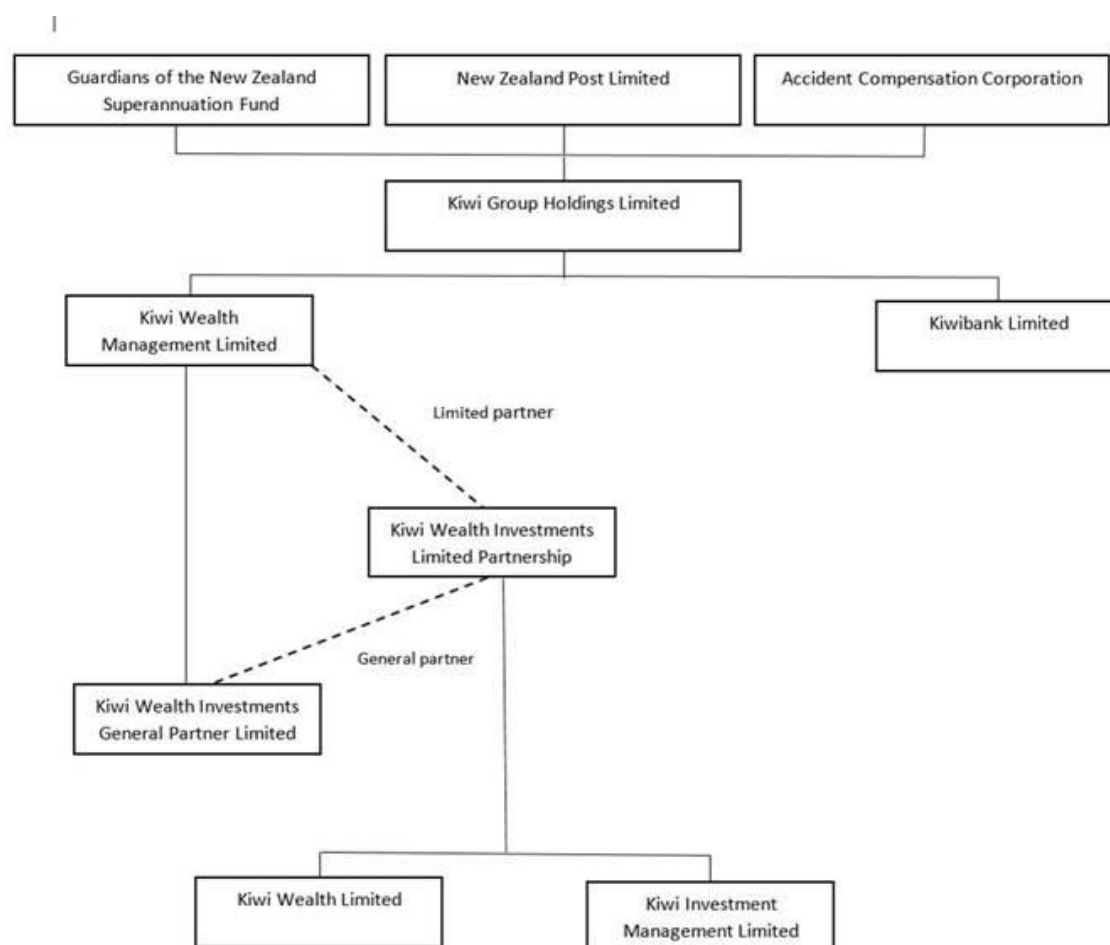 Guardians of the New Zealand
Superannuation Fund
New Zealand Post Limited
Accident Compensation Corporation
Kiwi Group Holdings Limited
Kiwi Wealth
Management Limited
Kiwibank Limited
Limited partner
Kiwi Wealth Investments
Limited Partnership
General partner
Kiwi Wealth Investments
General Partner Limited
Kiwi Wealth Limited
Kiwi Investment
Management Limited